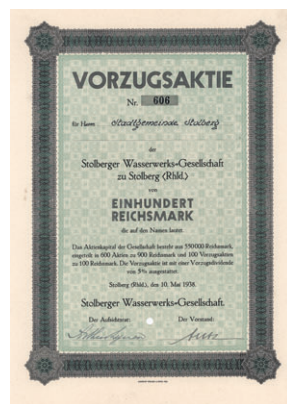 VORZUGSAKTIE
Nr. 606
für Herrn Stadtgemeinde Stolberg
der
Stolberger Wasserwerks=Gesellschaft
zu Stolberg (Rhld.)
von
EINHUNDERT
REICHSMARK
die auf den Namen lautet.
Das Aktienkapital der Gesellschaft besteht aus 550 000 Reichsmark,
eingeteilt in 600 Aktien zu 900 Reichsmark und 100 Vorzugsaktien
zu 100 Reichsmark. Die Vorzugsaktie ist mit einer Vorzugsdividende
von 5% ausgestattet.
Stolberg (Rhld.), den 10. Mai 1938.
Stolberger Wasserwerks=Gesellschaft.
Der Aufsichtsrat: Der Vorstand: